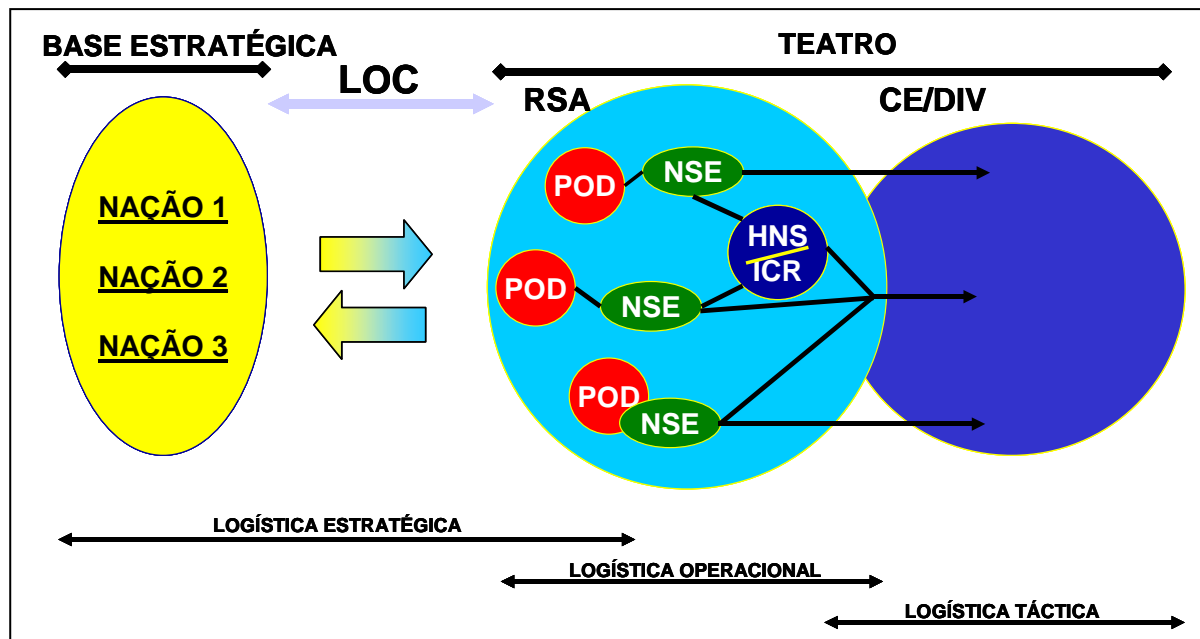 BASE ESTRATÉGICA
TEATRO
LOC
RSA
CE/DIV
NAÇÃO 1
NAÇÃO 2
NAÇÃO 3
POD
NSE
HNS
ICR
POD
NSE
POD
NSE
LOGÍSTICA ESTRATÉGICA
LOGÍSTICA OPERACIONAL
LOGÍSTICA TÁCTICA